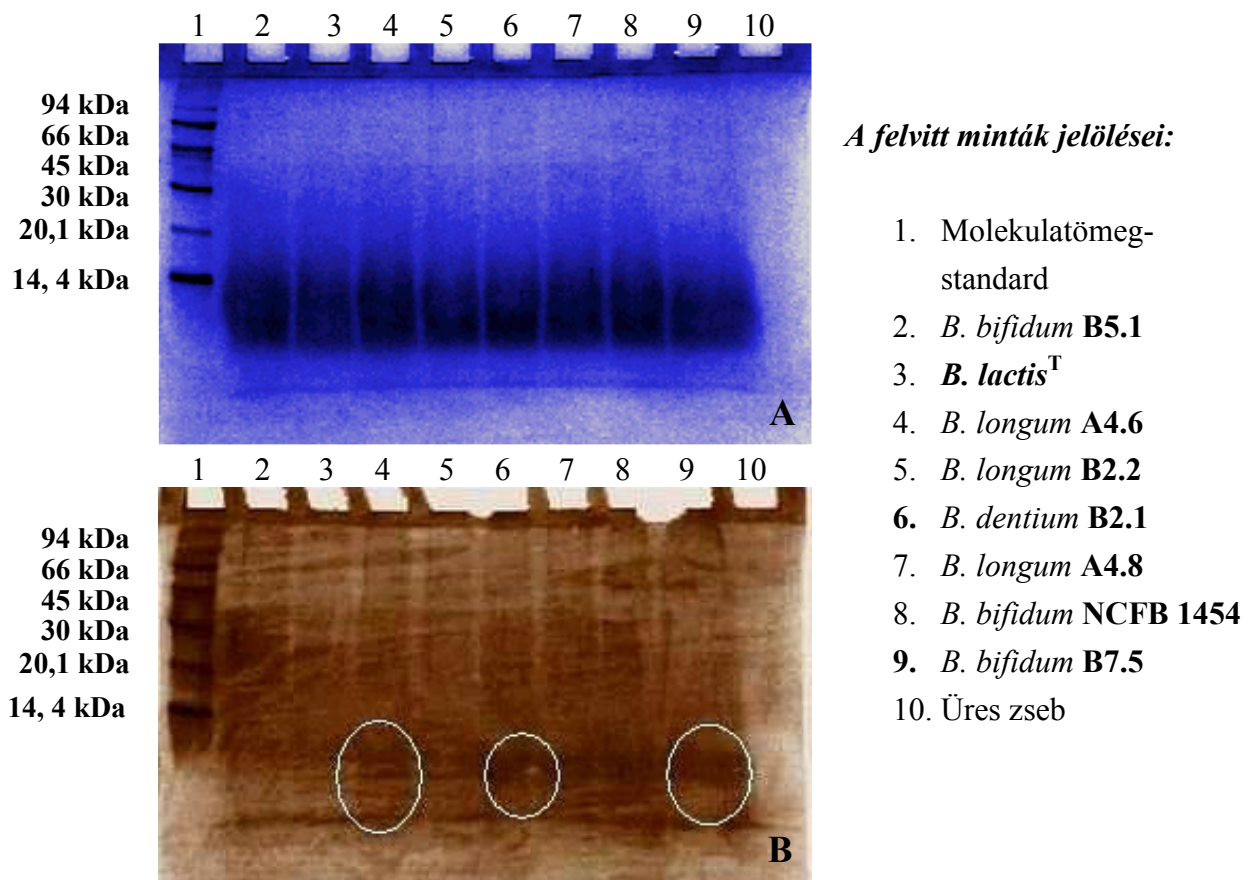 1 2 3 4 5 6 7 8 9 10
94 kDa
66 kDa
45 kDa
30 kDa
20,1 kDa
14, 4 kDa
A
1 2 3 4 5 6 7 8 9 10
94 kDa
66 kDa
45 kDa
30 kDa
20,1 kDa
14, 4 kDa
B
A felvitt minták jelölései:
1. Molekulatömeg-
standard
2. B. bifidum B5.1
3. B. lactisᵀ
4. B. longum A4.6
5. B. longum B2.2
6. B. dentium B2.1
7. B. longum A4.8
8. B. bifidum NCFB 1454
9. B. bifidum B7.5
10. Üres zseb